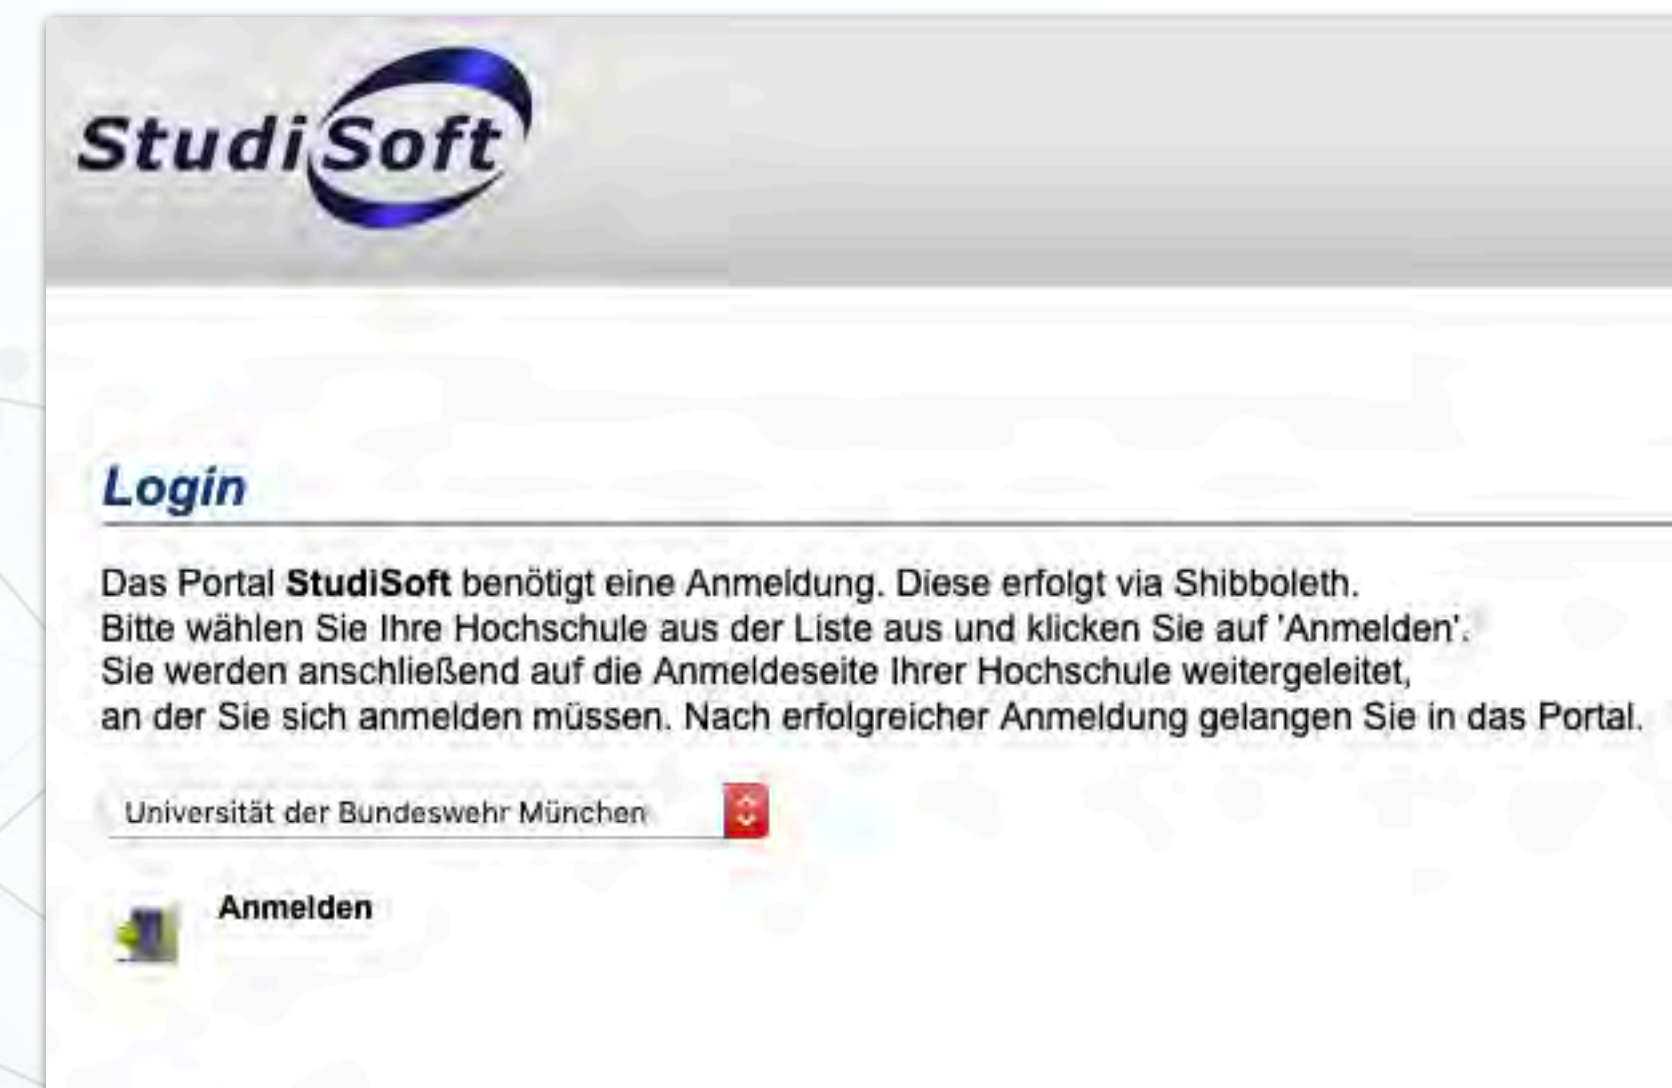 StudiSoft
Login
Das Portal StudiSoft benötigt eine Anmeldung. Diese erfolgt via Shibboleth.
Bitte wählen Sie Ihre Hochschule aus der Liste aus und klicken Sie auf 'Anmelden'.
Sie werden anschließend auf die Anmeldeseite Ihrer Hochschule weitergeleitet,
an der Sie sich anmelden müssen. Nach erfolgreicher Anmeldung gelangen Sie in das Portal.
Universität der Bundeswehr München
Anmelden